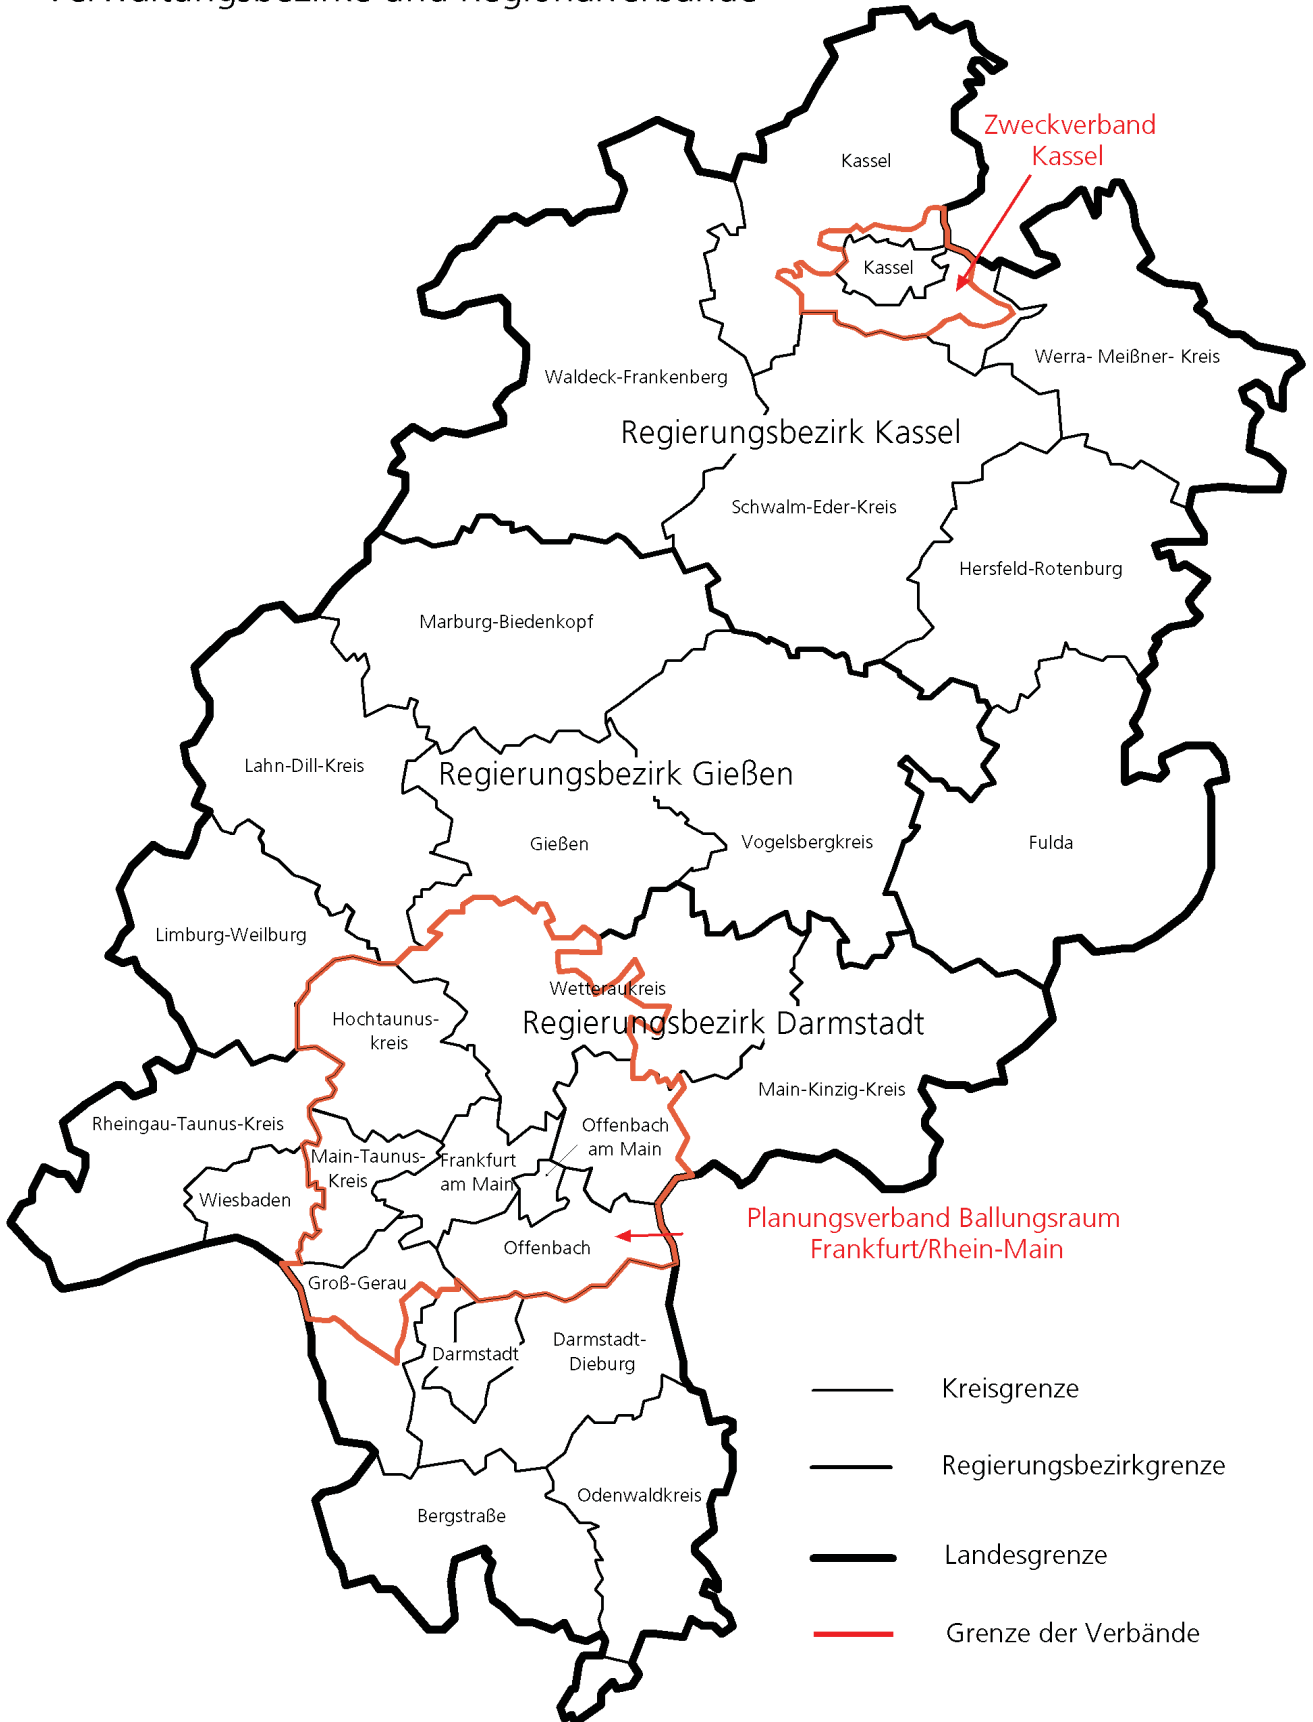 Verwaltungsbezirke und Regionalverbände
Zweckverband
Kassel
Kassel
Kassel
Werra- Meißner- Kreis
Waldeck-Frankenberg
Regierungsbezirk Kassel
Schwalm-Eder-Kreis
Hersfeld-Rotenburg
Marburg-Biedenkopf
Lahn-Dill-Kreis
Regierungsbezirk Gießen
Gießen
Vogelsbergkreis
Fulda
Limburg-Weilburg
Wetteraukreis
Hochtaunus-
kreis
Regierungsbezirk Darmstadt
Main-Kinzig-Kreis
Rheingau-Taunus-Kreis
Offenbach
am Main
Main-Taunus-
Kreis
Frankfurt
am Main
Wiesbaden
Planungsverband Ballungsraum
Frankfurt/Rhein-Main
Offenbach
Groß-Gerau
Darmstadt
Darmstadt-
Dieburg
Kreisgrenze
Regierungsbezirkgrenze
Odenwaldkreis
Bergstraße
Landesgrenze
Grenze der Verbände